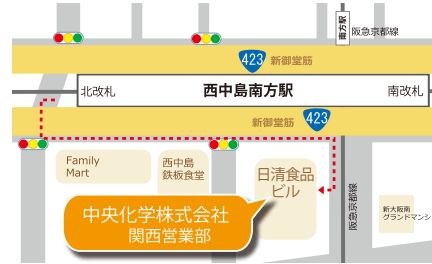 南方駅
阪急京都線
423
新御堂筋
北改札
西中島南方駅
南改札
新御堂筋
423
Family
Mart
西中島
鉄板食堂
日清食品
ビル
中央化学株式会社
関西営業部
阪急京都線
新大阪南
グランドマンション